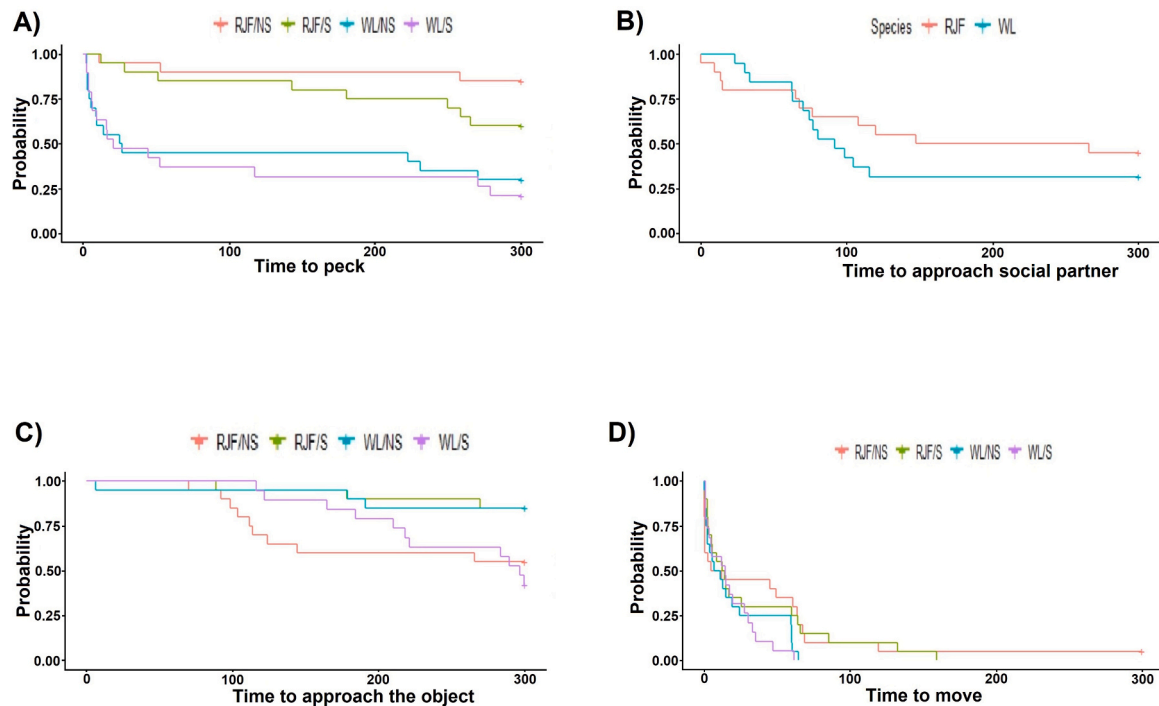 A)
RJF/NS RJF/S WL/NS WL/S
Probability
1.00
0.75
0.50
0.25
0.00
0 100 200 300
Time to peck
B)
Species RJF WL
Probability
1.00
0.75
0.50
0.25
0.00
0 100 200 300
Time to approach social partner
C)
RJF/NS RJF/S WL/NS WL/S
Probability
1.00
0.75
0.50
0.25
0.00
0 100 200 300
Time to approach the object
D)
RJF/NS RJF/S WL/NS WL/S
Probability
1.00
0.75
0.50
0.25
0.00
0 100 200 300
Time to move